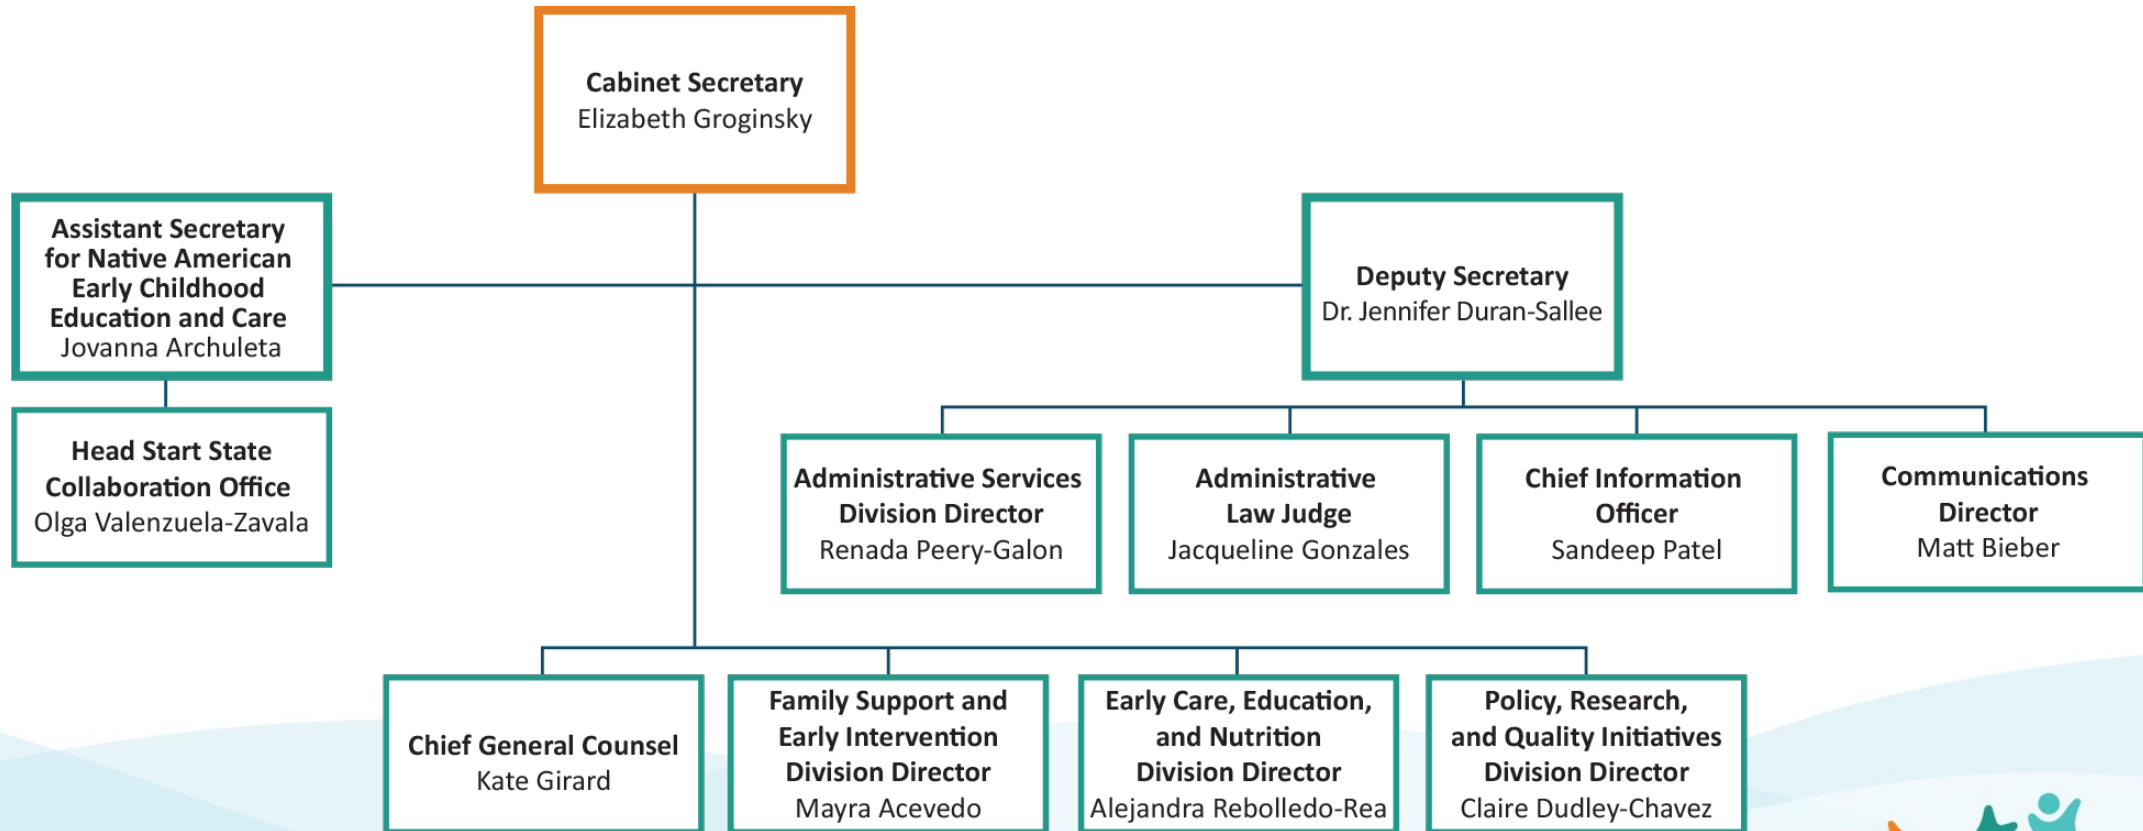 Cabinet Secretary
Elizabeth Groginsky
Assistant Secretary
for Native American
Early Childhood
Education and Care
Jovanna Archuleta
Deputy Secretary
Dr. Jennifer Duran-Sallee
Head Start State
Collaboration Office
Olga Valenzuela-Zavala
Administrative Services
Division Director
Renada Peery-Galon
Administrative
Law Judge
Jacqueline Gonzales
Chief Information
Officer
Sandeep Patel
Communications
Director
Matt Bieber
Chief General Counsel
Kate Girard
Family Support and
Early Intervention
Division Director
Mayra Acevedo
Early Care, Education,
and Nutrition
Division Director
Alejandra Rebolledo-Rea
Policy, Research,
and Quality Initiatives
Division Director
Claire Dudley-Chavez